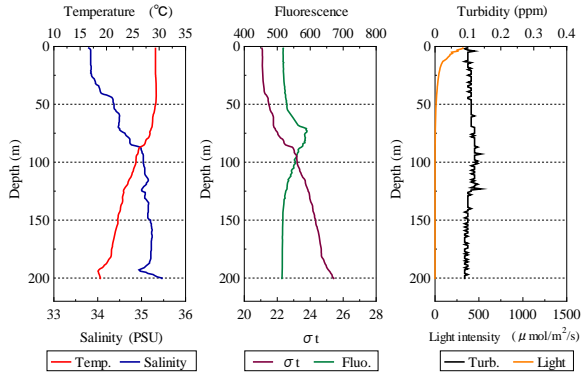 Temperature (℃)
10 15 20 25 30 35
0
50
100
150
200
Depth (m)
33 34 35 36
Salinity (PSU)
Temp. Salinity
Fluorescence
400 500 600 700 800
0
50
100
150
200
Depth (m)
20 22 24 26 28
σt
σt Fluo.
Turbidity (ppm)
0 0.1 0.2 0.3 0.4
0
50
100
150
200
Depth (m)
0 500 1000 1500
Light intensity (μ mol/m²/s)
Turb. Light